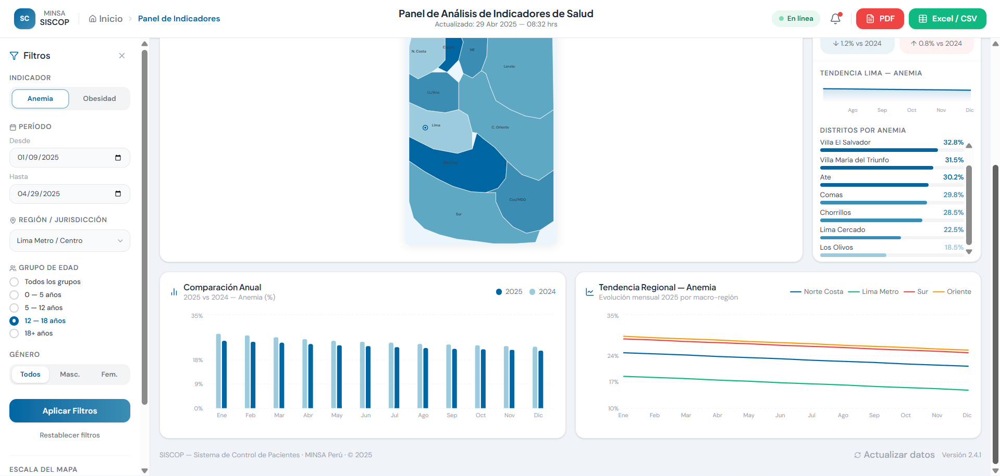 SC
MINSA
SISCOP
Inicio
Panel de Indicadores
Panel de Análisis de Indicadores de Salud
Actualizado: 29 Abr 2025 — 08:32 hrs
En línea
PDF
Excel / CSV
Filtros
INDICADOR
Anemia
Obesidad
PERÍODO
Desde
01/09/2025
Hasta
04/29/2025
REGIÓN / JURISDICCIÓN
Lima Metro / Centro
GRUPO DE EDAD
Todos los grupos
0 — 5 años
5 — 12 años
12 — 18 años
18+ años
GÉNERO
Todos
Masc.
Fem.
Aplicar Filtros
Restablecer filtros
ESCALA DEL MAPA
N. Costa
NE
Loreto
LL/Anc
Lima
C. Oriente
Cus/MDD
Sur
1.2% vs 2024
0.8% vs 2024
TENDENCIA LIMA — ANEMIA
Ago Sep Oct Nov Dic
DISTRITOS POR ANEMIA
Villa El Salvador 32.8%
Villa María del Triunfo 31.5%
Ate 30.2%
Comas 29.8%
Chorrillos 28.5%
Lima Cercado 22.5%
Los Olivos 18.5%
Comparación Anual
2025 vs 2024 — Anemia (%)
2025 2024
35%
18%
9%
0%
Ene Feb Mar Abr May Jun Jul Ago Sep Oct Nov Dic
Tendencia Regional — Anemia
Evolución mensual 2025 por macro-región
Norte Costa Lima Metro Sur Oriente
35%
24%
17%
10%
Ene Feb Mar Abr May Jun Jul Ago Sep Oct Nov Dic
SISCOP — Sistema de Control de Pacientes · MINSA Perú · © 2025
Actualizar datos
Versión 2.4.1